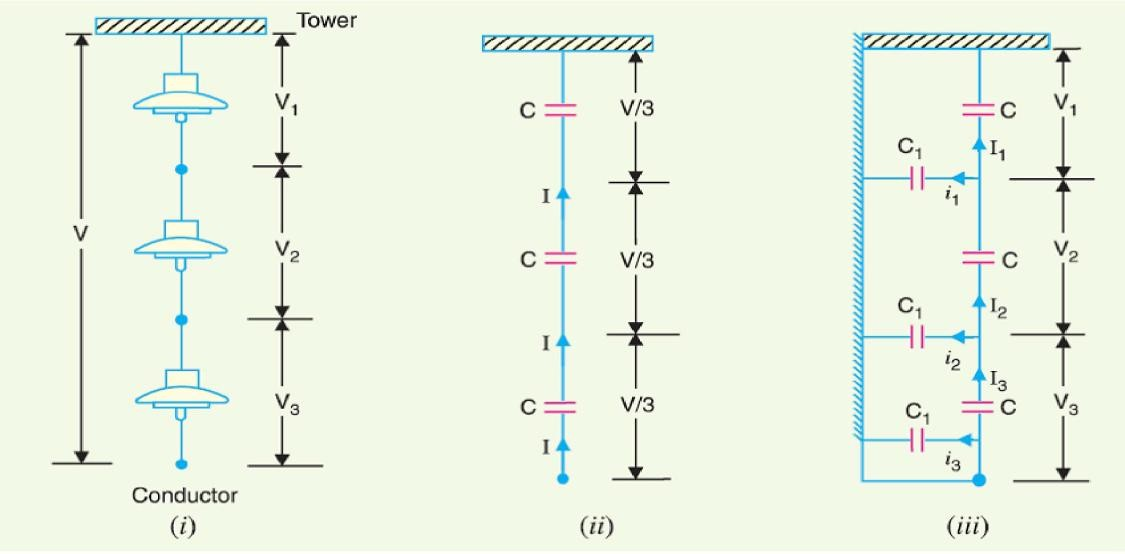 Tower
V
V1
V2
V3
Conductor
(i)
C
V/3
I
C
V/3
I
C
V/3
I
(ii)
C
V1
C1
I1
i1
C
V2
C1
I2
i2
I3
C
V3
C1
i3
(iii)